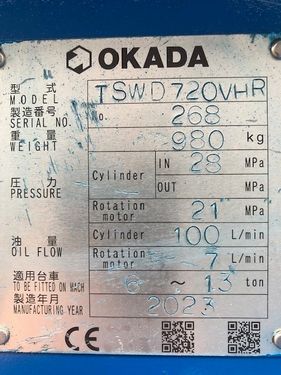 OKADA
型式 MODEL TSWD720VHR
製造番号 SERIAL NO. No. 268
重量 WEIGHT 980 kg
圧力 PRESSURE Cylinder IN 28 MPa
OUT MPa
Rotation motor 21 MPa
油量 OIL FLOW Cylinder 100 L/min
Rotation motor 7 L/min
適用台車 TO BE FITTED ON MACH 6 ~ 13 ton
製造年月 MANUFACTURING YEAR 2023
CE